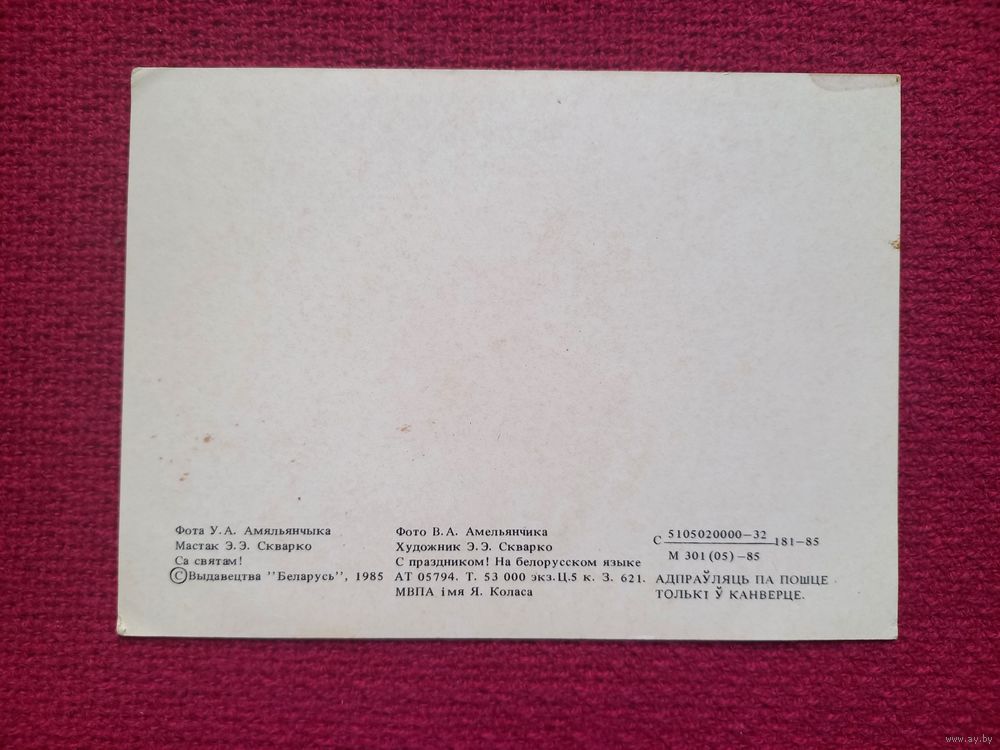 Фота У.А. Амяльянчыка
Мастак Э.Э. Скварко
Са святам!
©Выдавецтва "Беларусь", 1985
Фото В.А. Амельянчика
Художник Э.Э. Скварко
С праздником! На белорусском языке
АТ 05794. Т. 53 000 экз.Ц.5 к. З. 621.
МВПА імя Я. Коласа
С 5105020000-32 181-85
М 301(05)-85
АДПРАЎЛЯЦЬ ПА ПОШЦЕ
ТОЛЬКІ Ў КАНВЕРЦЕ.
www.ay.by